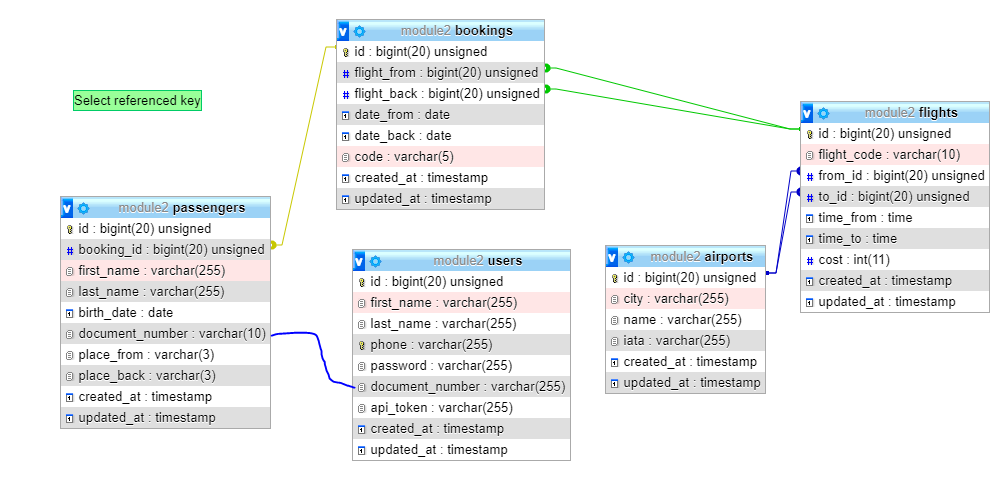 module2 bookings
id : bigint(20) unsigned
flight_from : bigint(20) unsigned
flight_back : bigint(20) unsigned
date_from : date
date_back : date
code : varchar(5)
created_at : timestamp
updated_at : timestamp
Select referenced key
module2 flights
id : bigint(20) unsigned
flight_code : varchar(10)
from_id : bigint(20) unsigned
to_id : bigint(20) unsigned
time_from : time
time_to : time
cost : int(11)
created_at : timestamp
updated_at : timestamp
module2 passengers
id : bigint(20) unsigned
booking_id : bigint(20) unsigned
first_name : varchar(255)
last_name : varchar(255)
birth_date : date
document_number : varchar(10)
place_from : varchar(3)
place_back : varchar(3)
created_at : timestamp
updated_at : timestamp
module2 users
id : bigint(20) unsigned
first_name : varchar(255)
last_name : varchar(255)
phone : varchar(255)
password : varchar(255)
document_number : varchar(255)
api_token : varchar(255)
created_at : timestamp
updated_at : timestamp
module2 airports
id : bigint(20) unsigned
city : varchar(255)
name : varchar(255)
iata : varchar(255)
created_at : timestamp
updated_at : timestamp